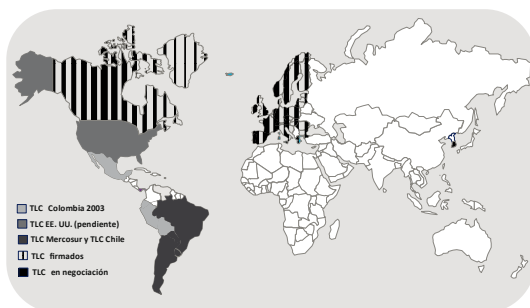 TLC Colombia 2003
TLC EE. UU. (pendiente)
TLC Mercosur y TLC Chile
TLC firmados
TLC en negociación